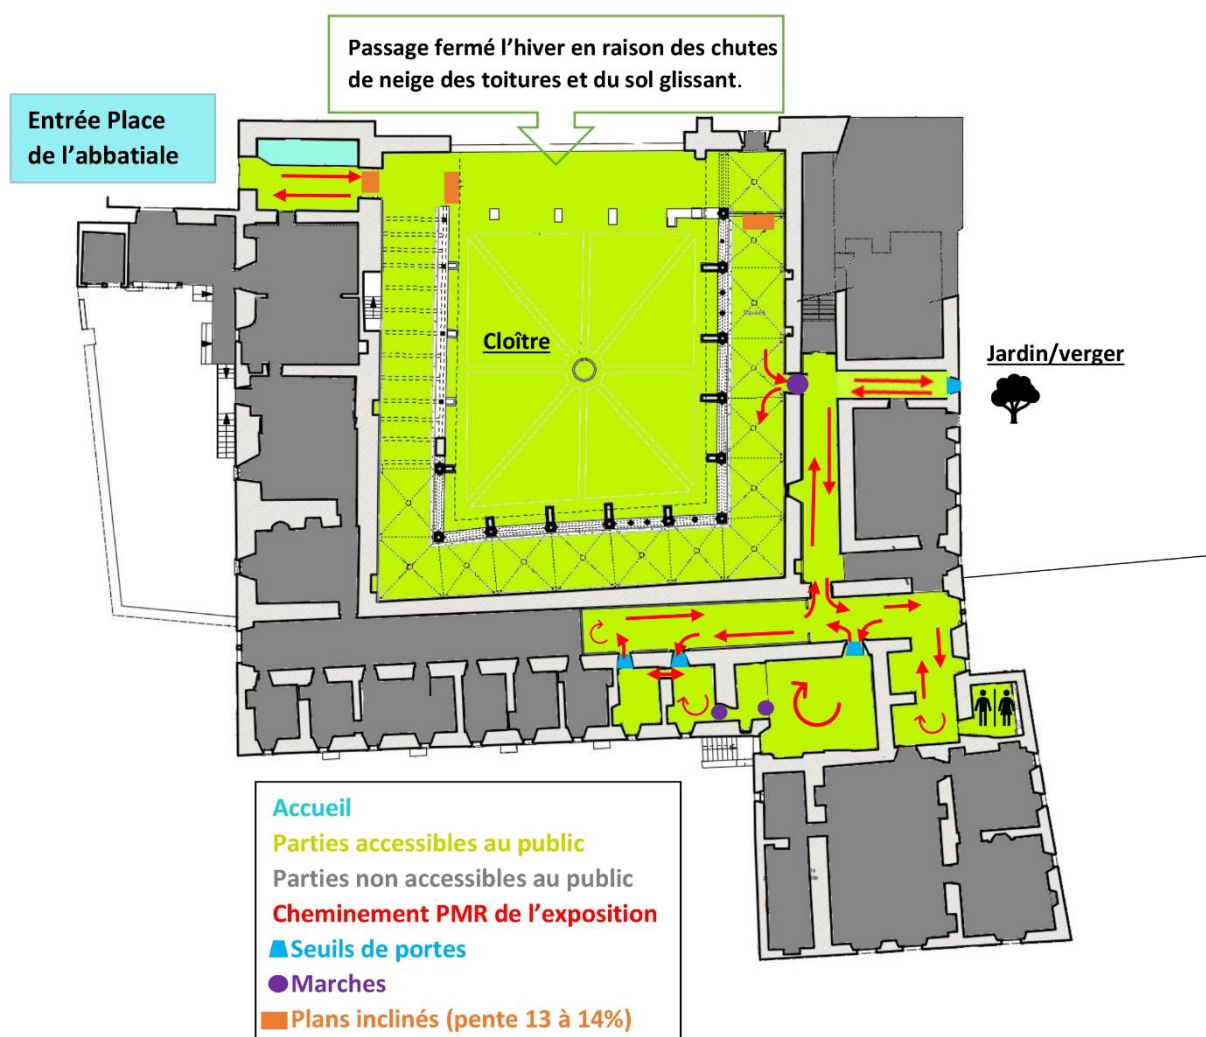 Passage fermé l’hiver en raison des chutes
de neige des toitures et du sol glissant.
Entrée Place
de l’abbatiale
Cloître
Jardin/verger
Accueil
Parties accessibles au public
Parties non accessibles au public
Cheminement PMR de l’exposition
Seuils de portes
Marches
Plans inclinés (pente 13 à 14%)